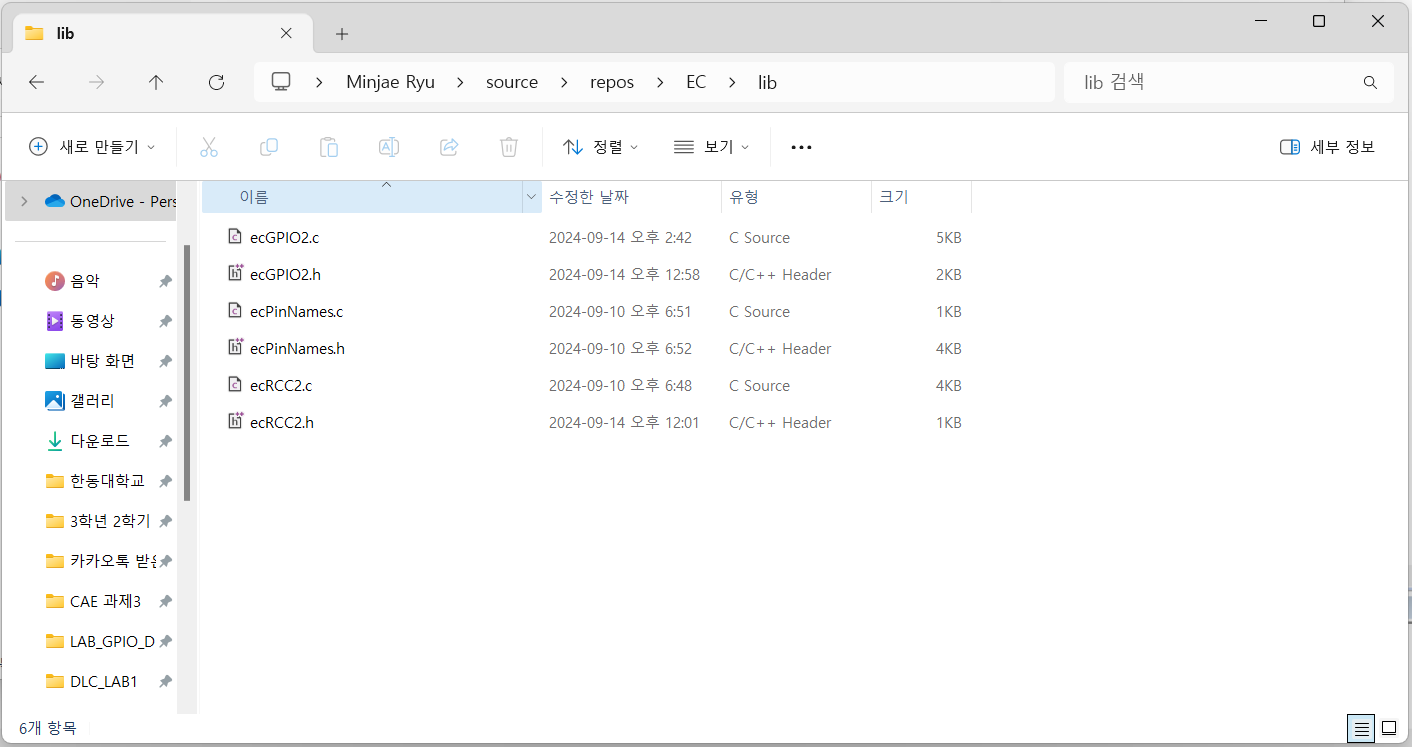 lib
Minjae Ryu > source > repos > EC > lib
lib 검색
새로 만들기
정렬
보기
세부 정보
OneDrive - Pers
음악
동영상
바탕 화면
갤러리
다운로드
한동대학교
3학년 2학기
카카오톡 받은
CAE 과제3
LAB_GPIO_D
DLC_LAB1
이름 수정한 날짜 유형 크기
ecGPIO2.c 2024-09-14 오후 2:42 C Source 5KB
ecGPIO2.h 2024-09-14 오후 12:58 C/C++ Header 2KB
ecPinNames.c 2024-09-10 오후 6:51 C Source 1KB
ecPinNames.h 2024-09-10 오후 6:52 C/C++ Header 4KB
ecRCC2.c 2024-09-10 오후 6:48 C Source 4KB
ecRCC2.h 2024-09-14 오후 12:01 C/C++ Header 1KB
6개 항목